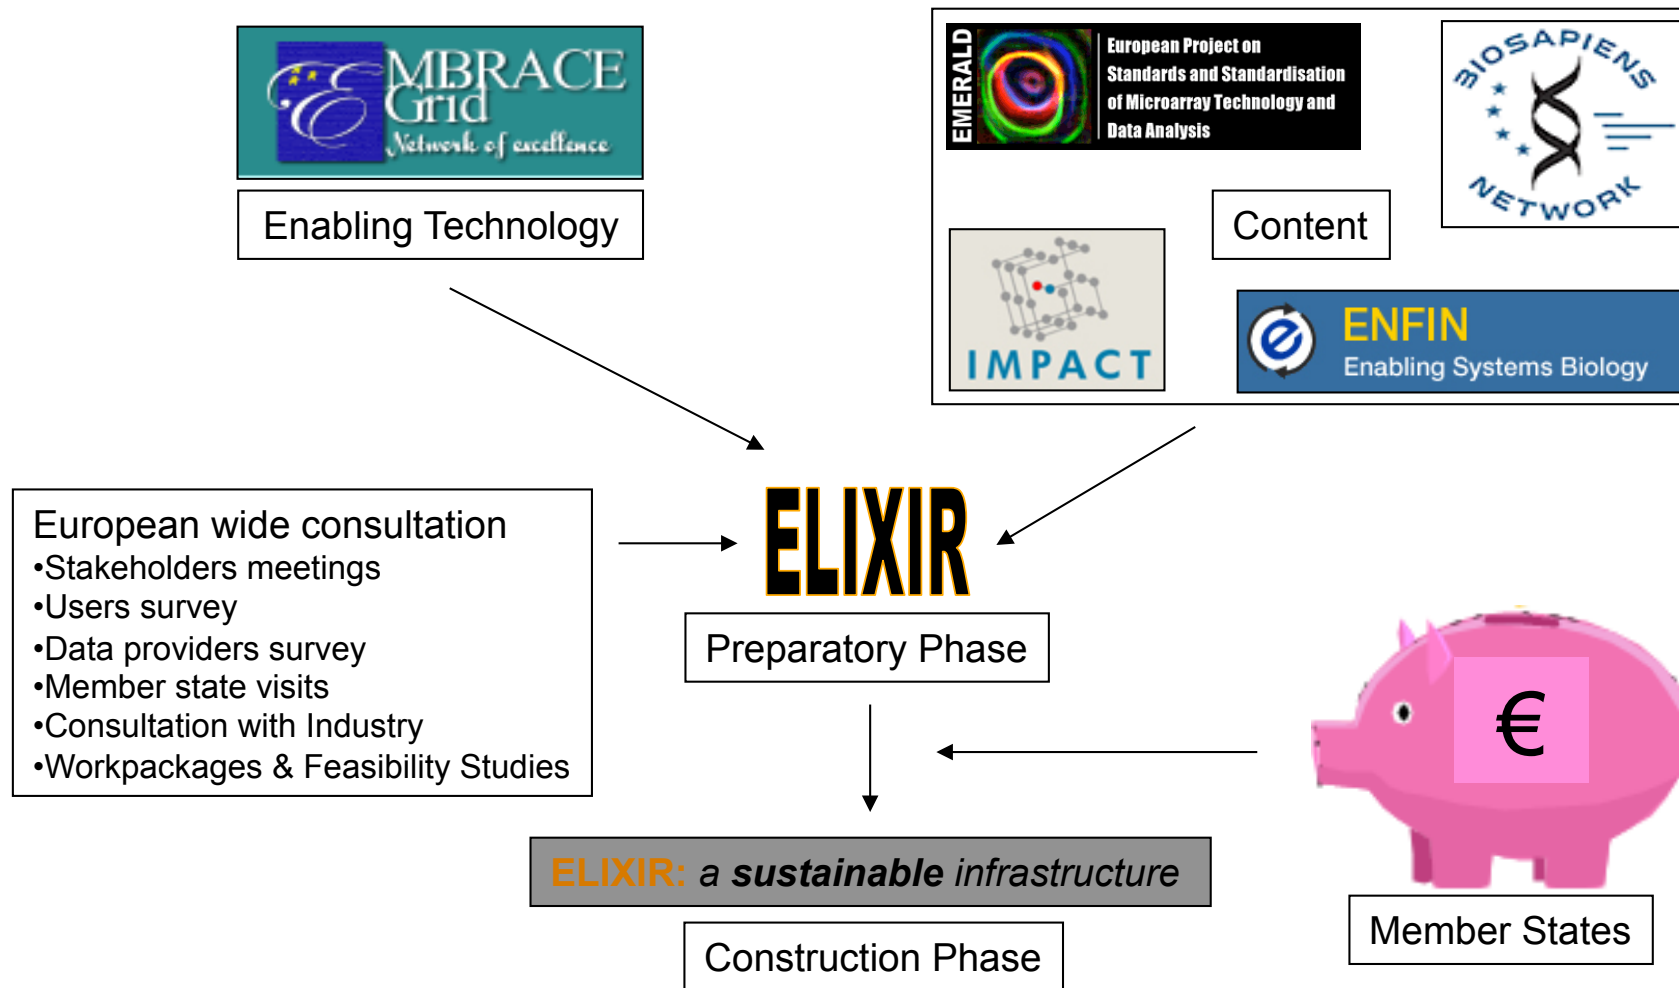 EMBRACE
Grid
Network of excellence
Enabling Technology
EMERALD
European Project on
Standards and Standardisation
of Microarray Technology and
Data Analysis
BIOSAPIENS
NETWORK
Content
IMPACT
e
ENFIN
Enabling Systems Biology
European wide consultation
•Stakeholders meetings
•Users survey
•Data providers survey
•Member state visits
•Consultation with Industry
•Workpackages & Feasibility Studies
ELIXIR
Preparatory Phase
€
Member States
ELIXIR: a sustainable infrastructure
Construction Phase